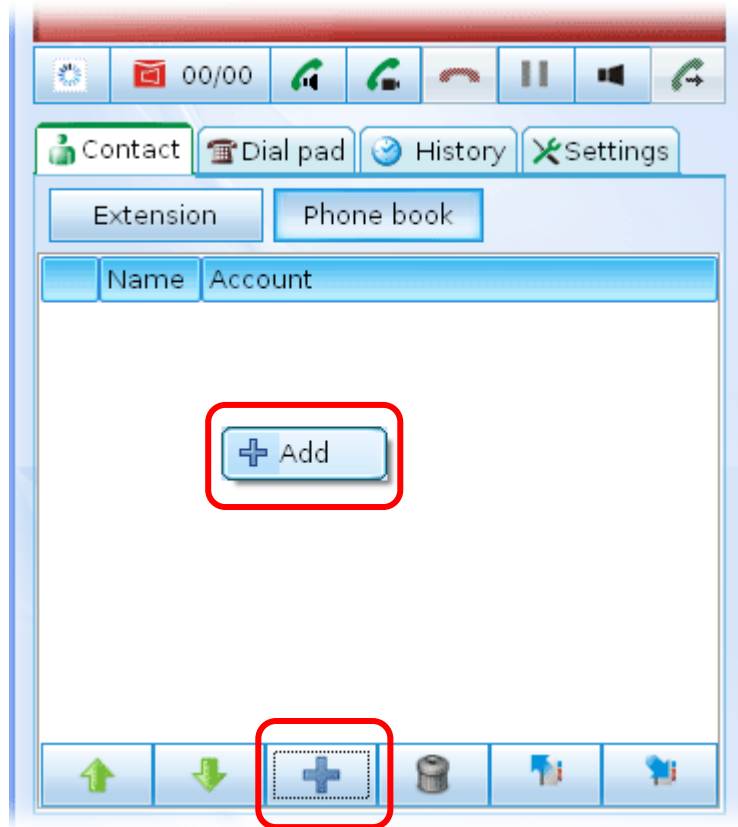 00/00
Contact Dial pad History Settings
Extension Phone book
Name Account
Add